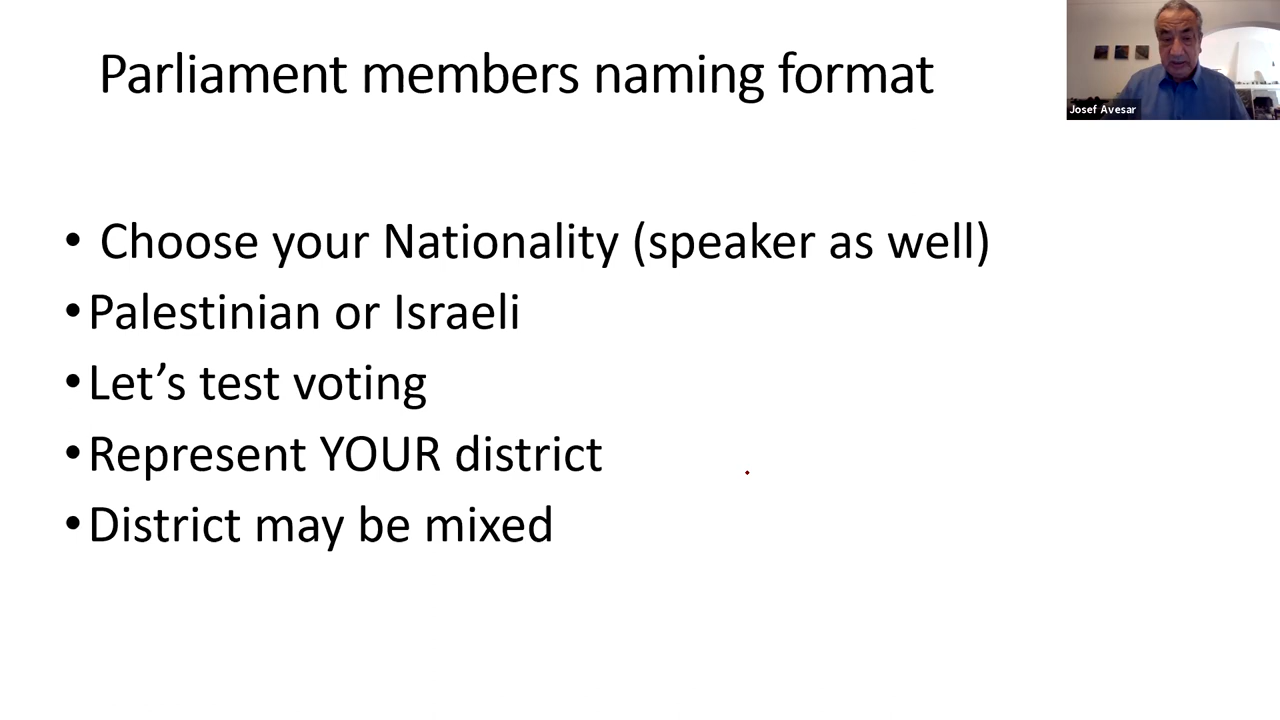 Parliament members naming format
Josef Avesar
• Choose your Nationality (speaker as well)
• Palestinian or Israeli
• Let’s test voting
• Represent YOUR district
• District may be mixed